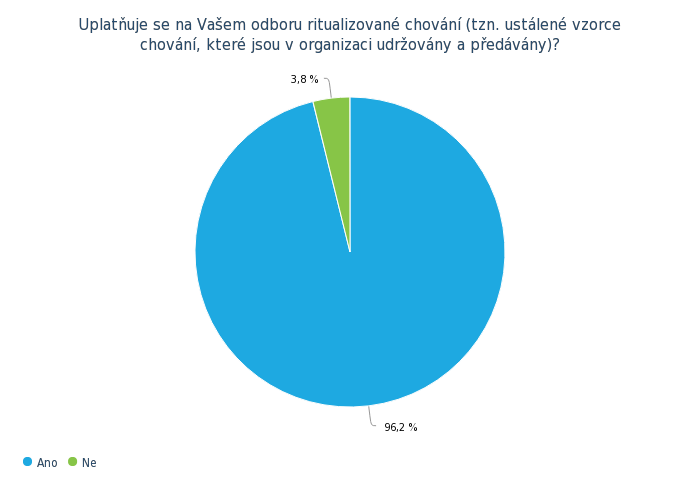 Uplatňuje se na Vašem odboru ritualizované chování (tzn. ustálené vzorce
chování, které jsou v organizaci udržovány a předávány)?
3,8 %
96,2 %
Ano
Ne